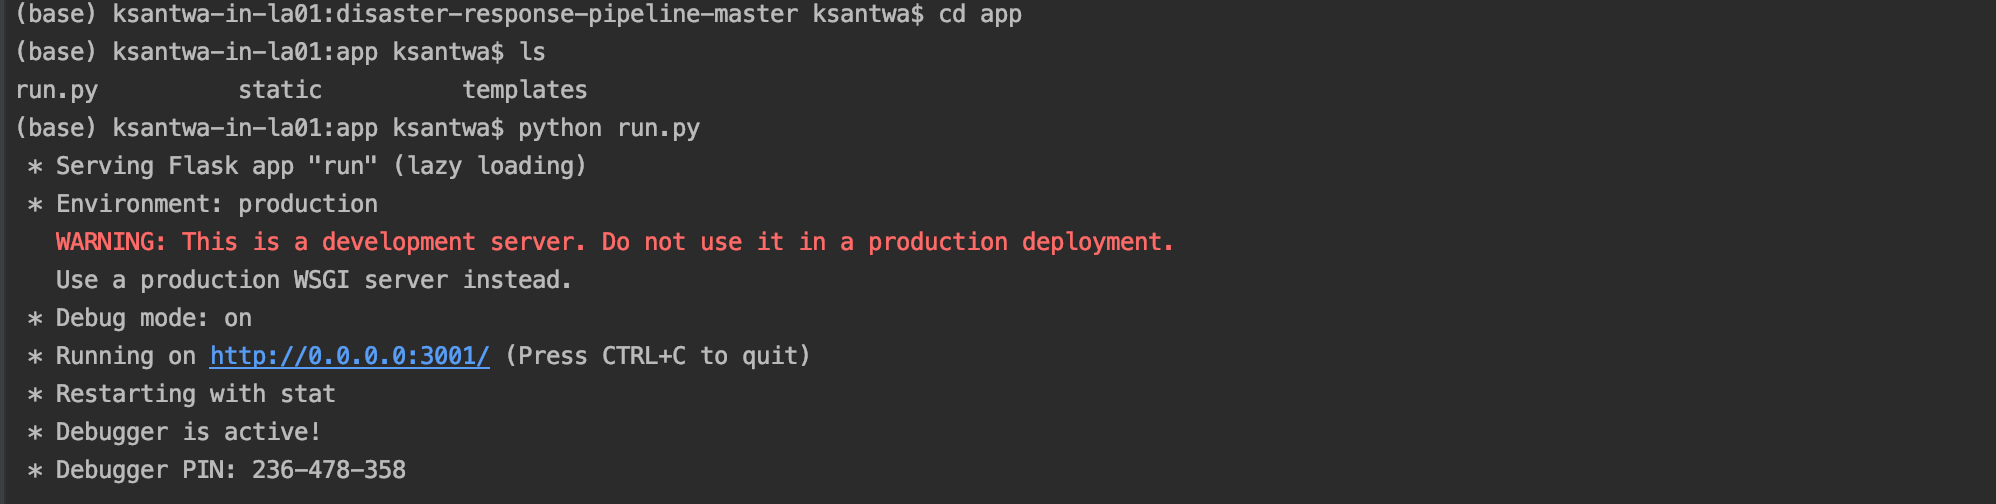 (base) ksantwa-in-la01:disaster-response-pipeline-master ksantwa$ cd app
(base) ksantwa-in-la01:app ksantwa$ ls
run.py          static          templates
(base) ksantwa-in-la01:app ksantwa$ python run.py
 * Serving Flask app "run" (lazy loading)
 * Environment: production
   WARNING: This is a development server. Do not use it in a production deployment.
   Use a production WSGI server instead.
 * Debug mode: on
 * Running on http://0.0.0.0:3001/ (Press CTRL+C to quit)
 * Restarting with stat
 * Debugger is active!
 * Debugger PIN: 236-478-358